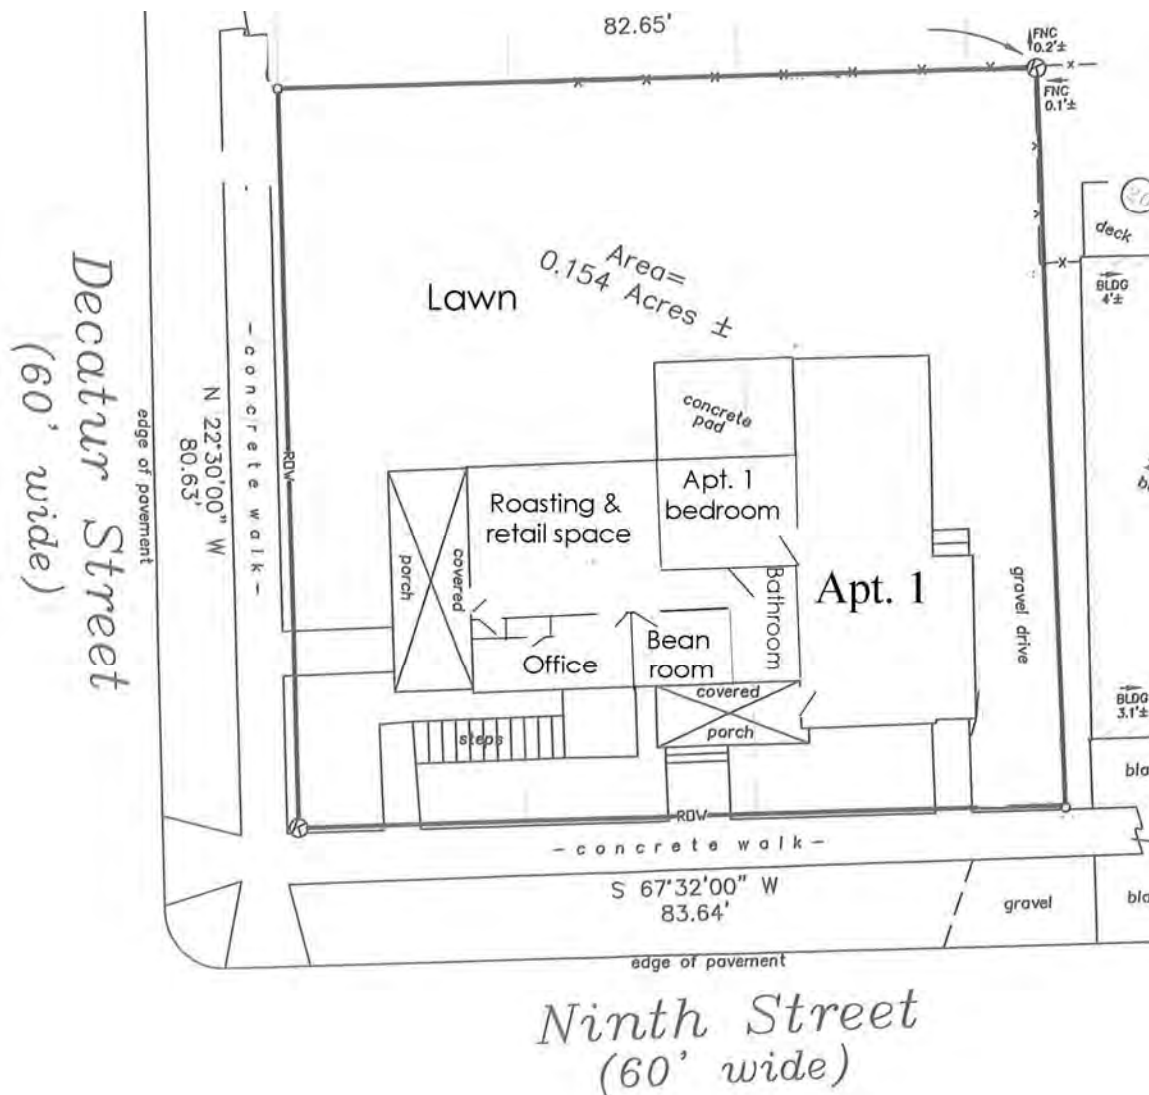 82.65'
FNC
0.2'±
FNC
0.1'±
deck
BLDG
4'±
Area=
0.154 Acres ±
Lawn
Decatur Street
(60' wide)
edge of pavement
N 22°30'00" W
80.63'
-concrete walk-
ROW
concrete
pad
Roasting &
retail space
Apt. 1
bedroom
porch
covered
Bathroom
Apt. 1
gravel drive
Office
Bean
room
covered
porch
steps
BLDG
3.1'±
ROW
-concrete walk-
S 67°32'00" W
83.64'
gravel
edge of pavement
Ninth Street
(60' wide)